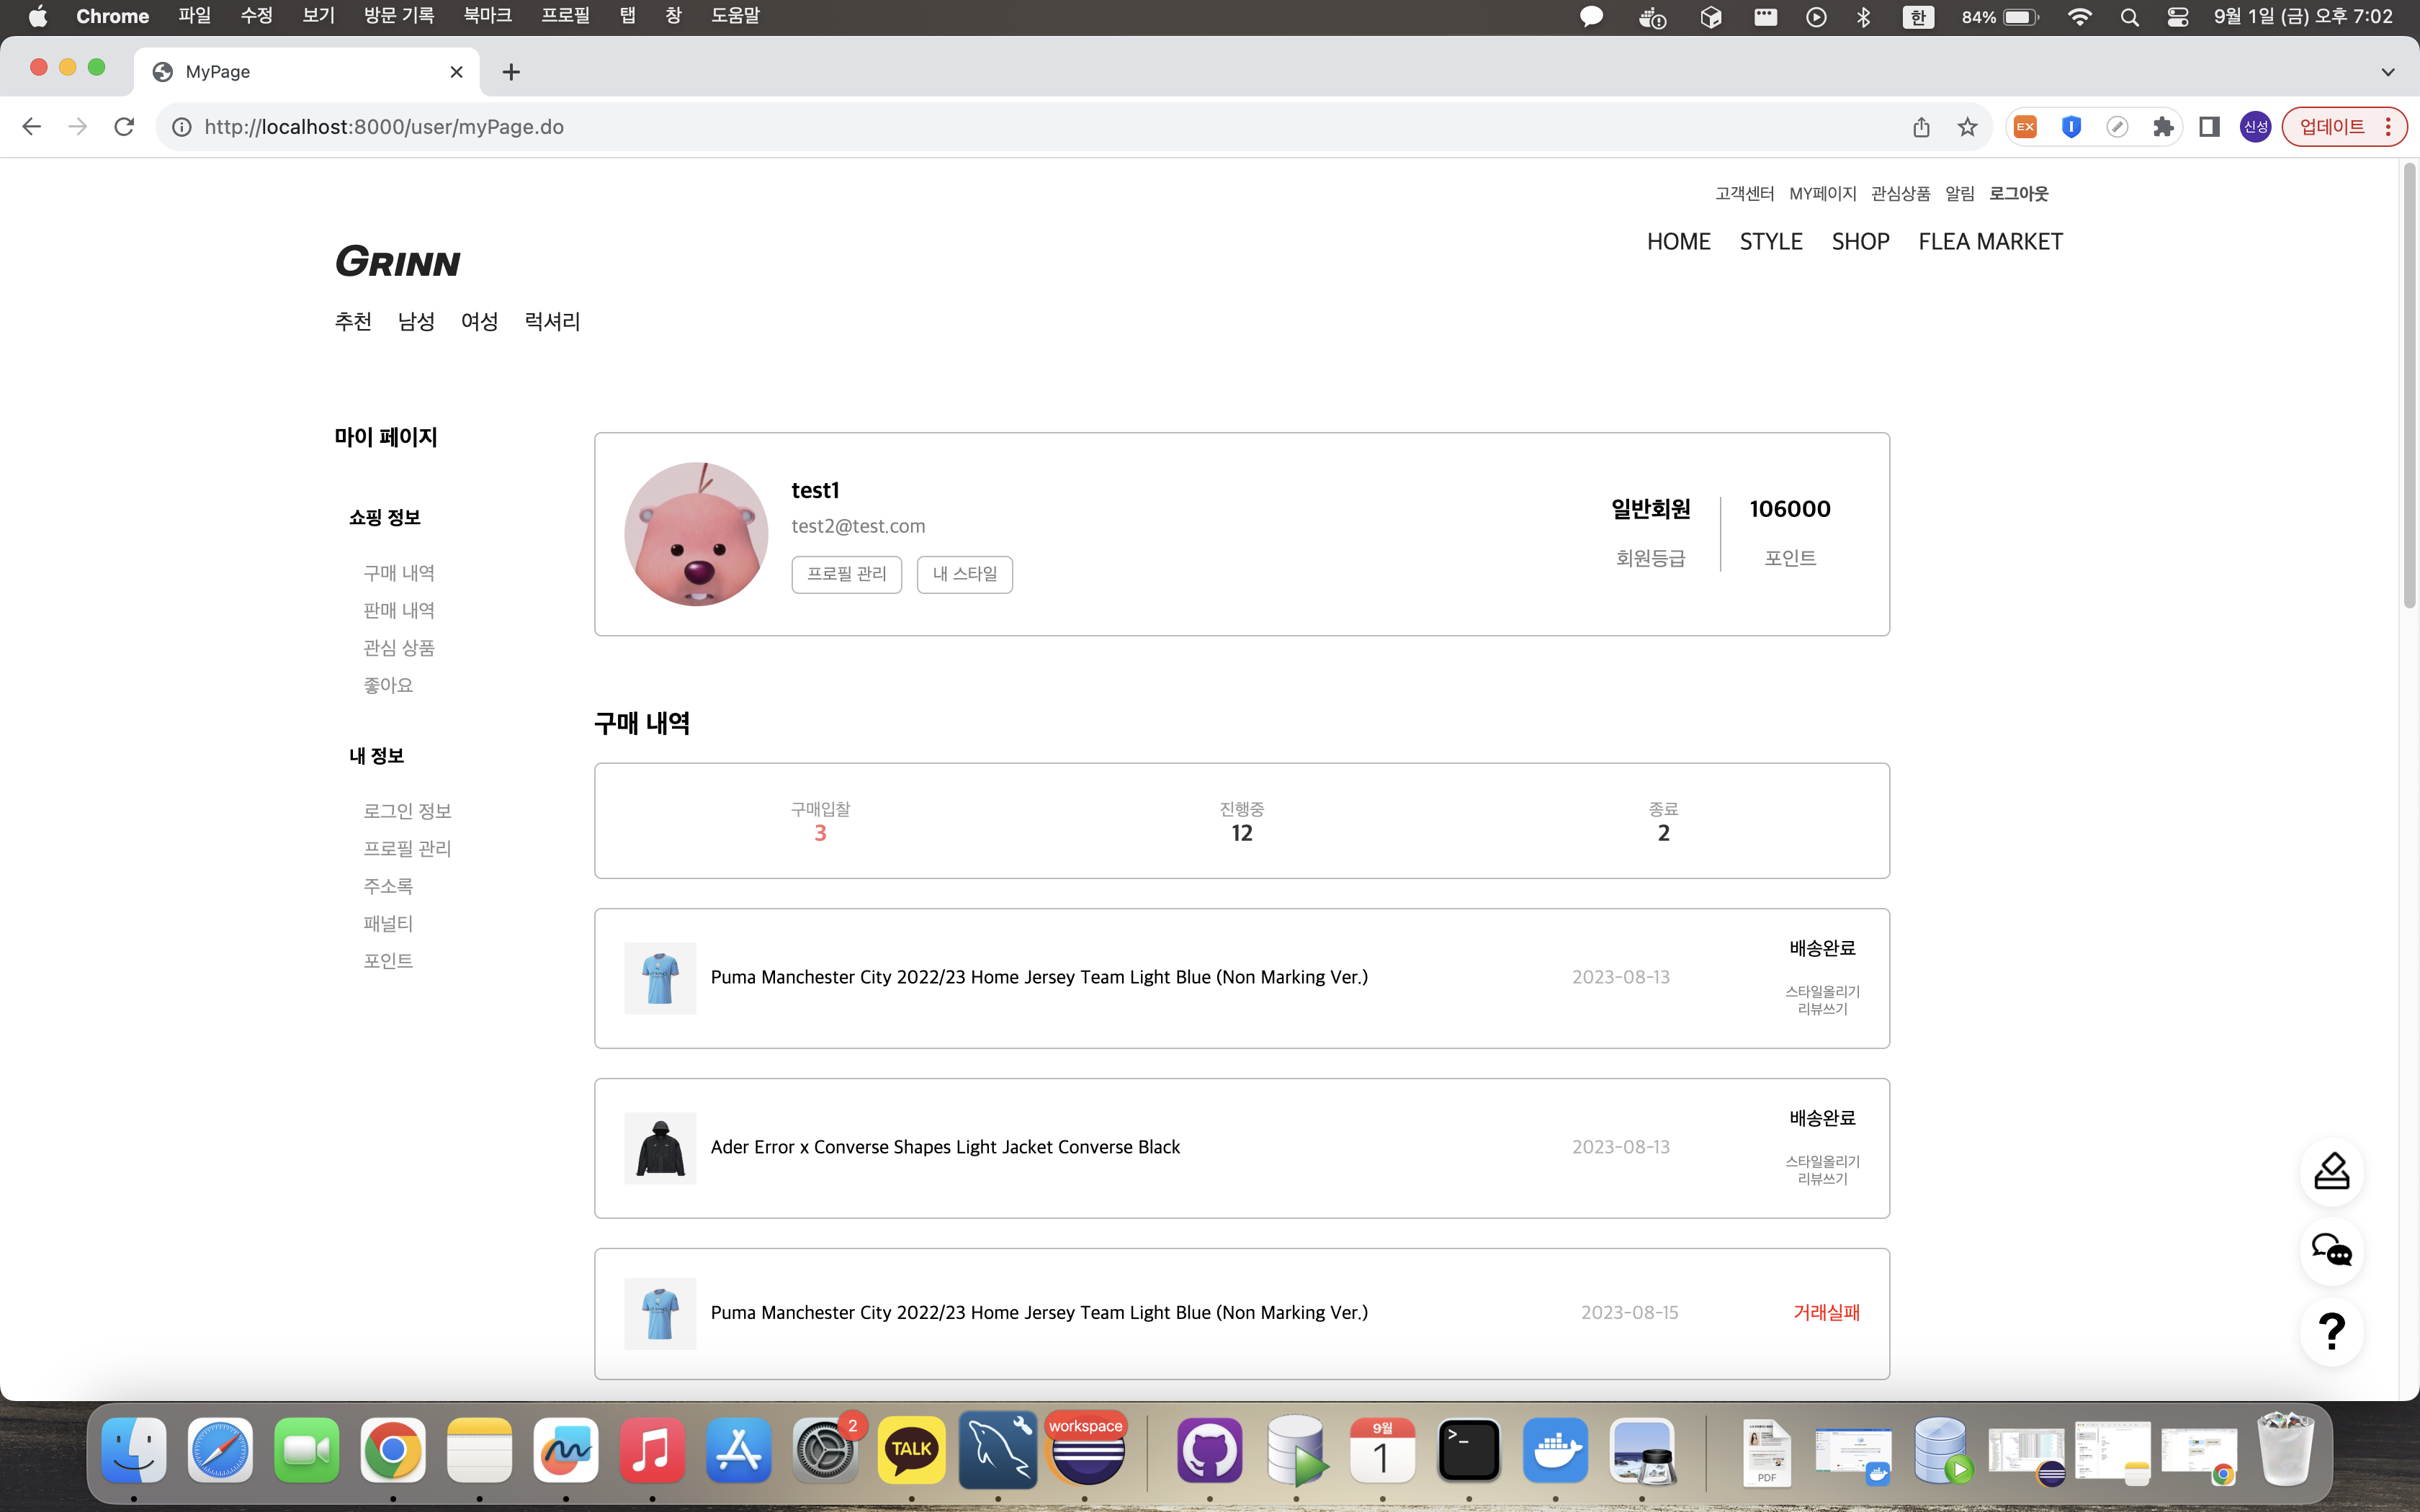 Chrome 파일 수정 보기 방문 기록 북마크 프로필 탭 창 도움말 한 84% 9월 1일 (금) 오후 7:02
MyPage
http://localhost:8000/user/myPage.do EX 신성 업데이트
고객센터 MY페이지 관심상품 알림 로그아웃
HOME STYLE SHOP FLEA MARKET
GRINN
추천 남성 여성 럭셔리
마이 페이지
쇼핑 정보
구매 내역
판매 내역
관심 상품
좋아요
내 정보
로그인 정보
프로필 관리
주소록
패널티
포인트
test1
test2@test.com
프로필 관리 내 스타일
일반회원 106000
회원등급 포인트
구매 내역
구매입찰 진행중 종료
3 12 2
Puma Manchester City 2022/23 Home Jersey Team Light Blue (Non Marking Ver.) 2023-08-13 배송완료
스타일올리기
리뷰쓰기
Ader Error x Converse Shapes Light Jacket Converse Black 2023-08-13 배송완료
스타일올리기
리뷰쓰기
Puma Manchester City 2022/23 Home Jersey Team Light Blue (Non Marking Ver.) 2023-08-15 거래실패
?
2 TALK workspace 9월 1 >_ PDF